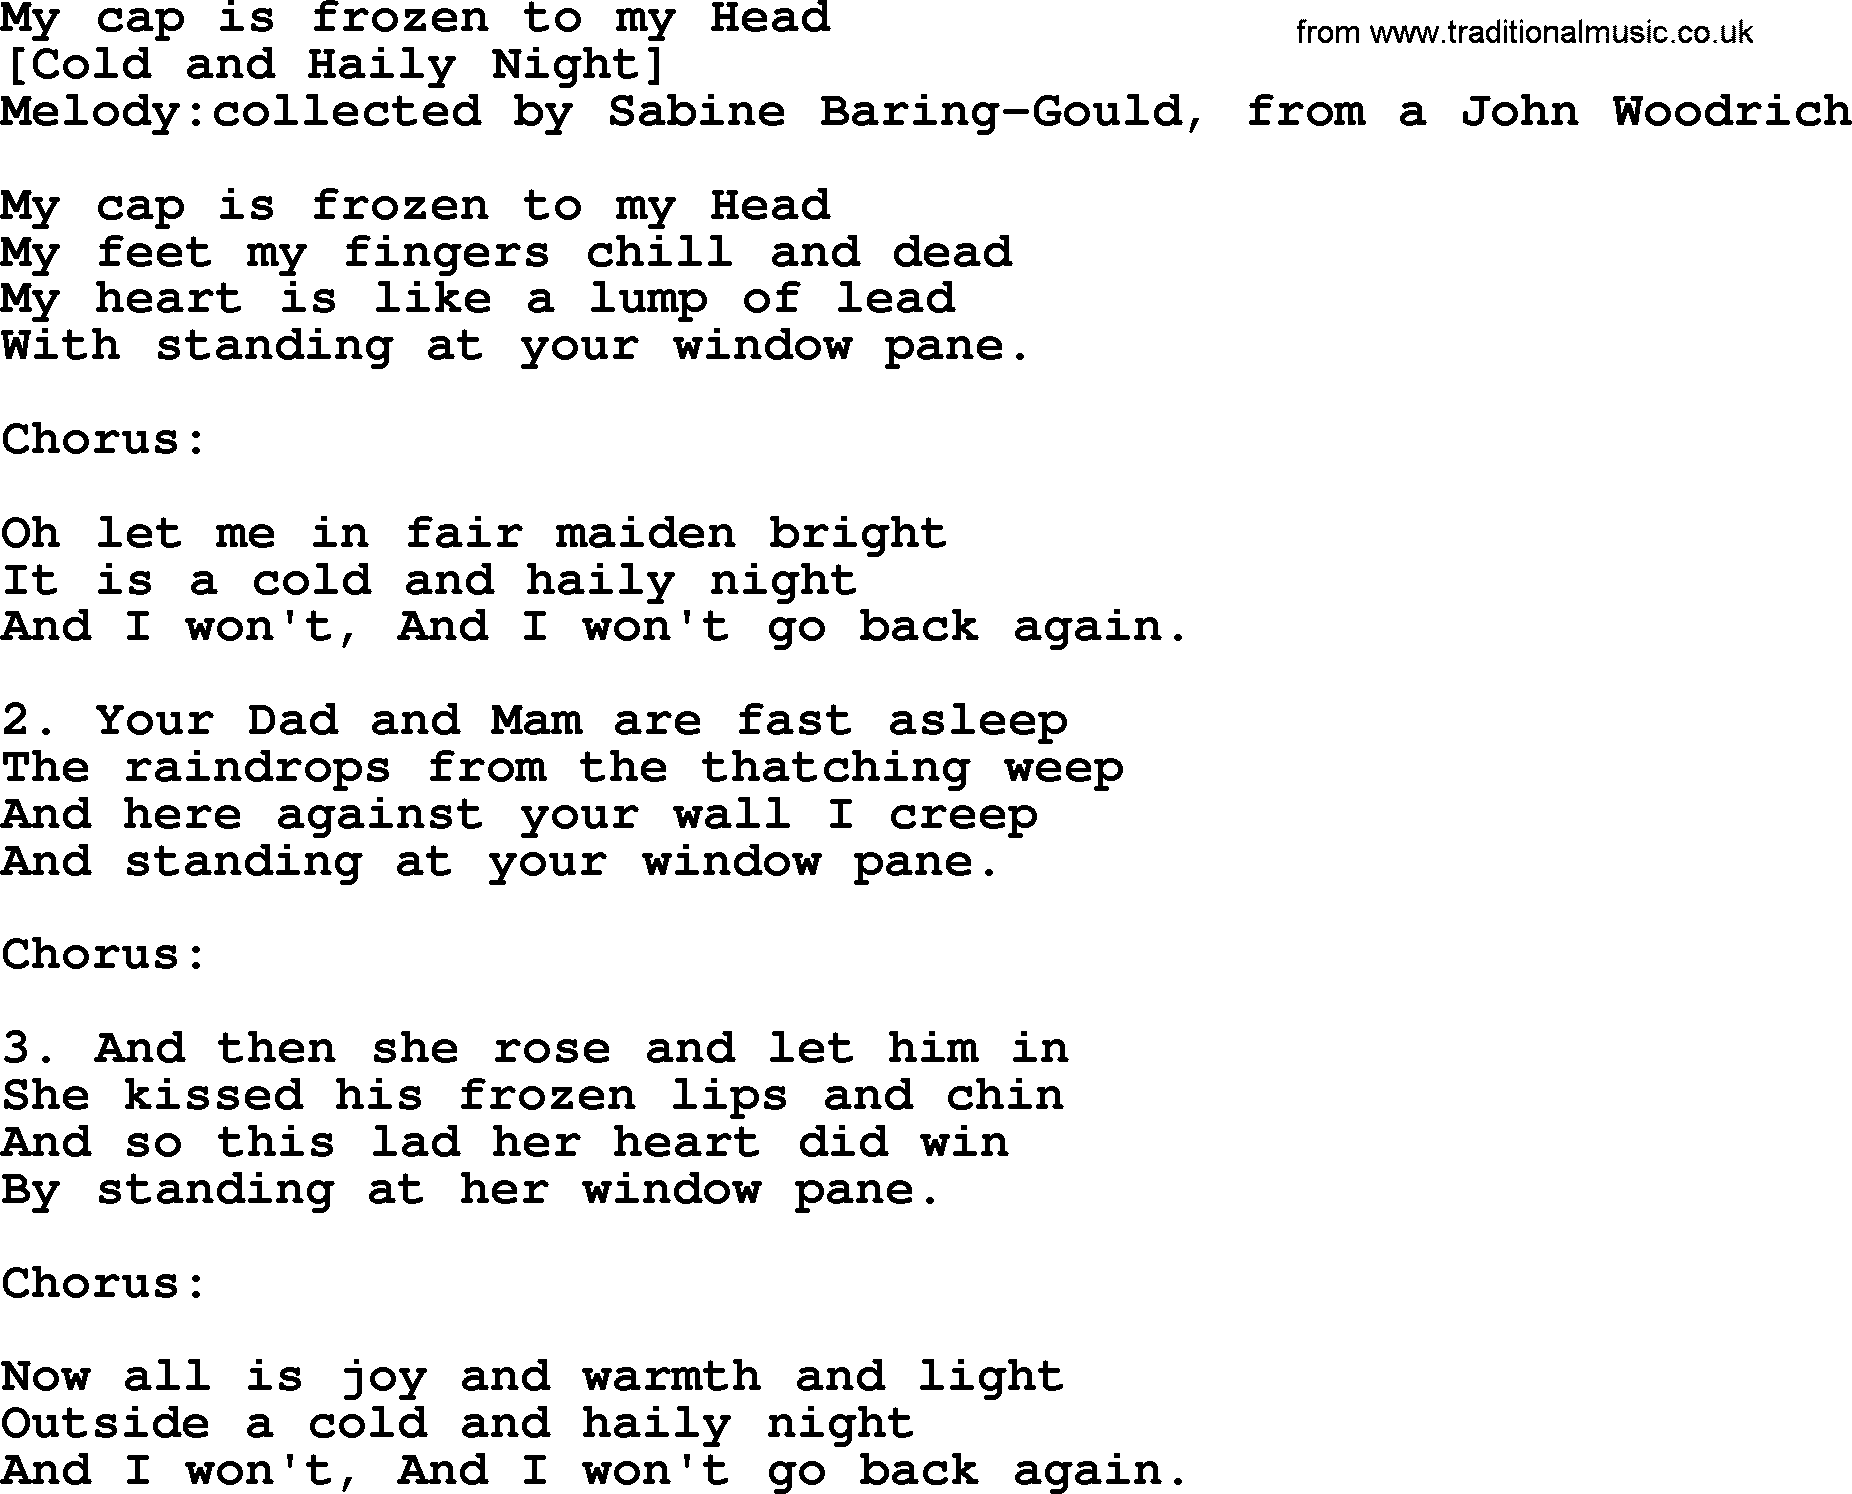 My cap is frozen to my Head
from www.traditionalmusic.co.uk
[Cold and Haily Night]
Melody:collected by Sabine Baring-Gould, from a John Woodrich

My cap is frozen to my Head
My feet my fingers chill and dead
My heart is like a lump of lead
With standing at your window pane.

Chorus:

Oh let me in fair maiden bright
It is a cold and haily night
And I won't, And I won't go back again.

2. Your Dad and Mam are fast asleep
The raindrops from the thatching weep
And here against your wall I creep
And standing at your window pane.

Chorus:

3. And then she rose and let him in
She kissed his frozen lips and chin
And so this lad her heart did win
By standing at her window pane.

Chorus:

Now all is joy and warmth and light
Outside a cold and haily night
And I won't, And I won't go back again.